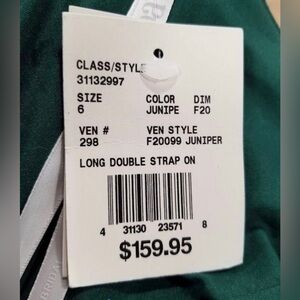 CLASS/STYLE
31132997
SIZE COLOR DIM
6 JUNIPE F20
VEN # VEN STYLE
298 F20099 JUNIPER
LONG DOUBLE STRAP ON
4 31130 23571 8
$159.95
BRIDA